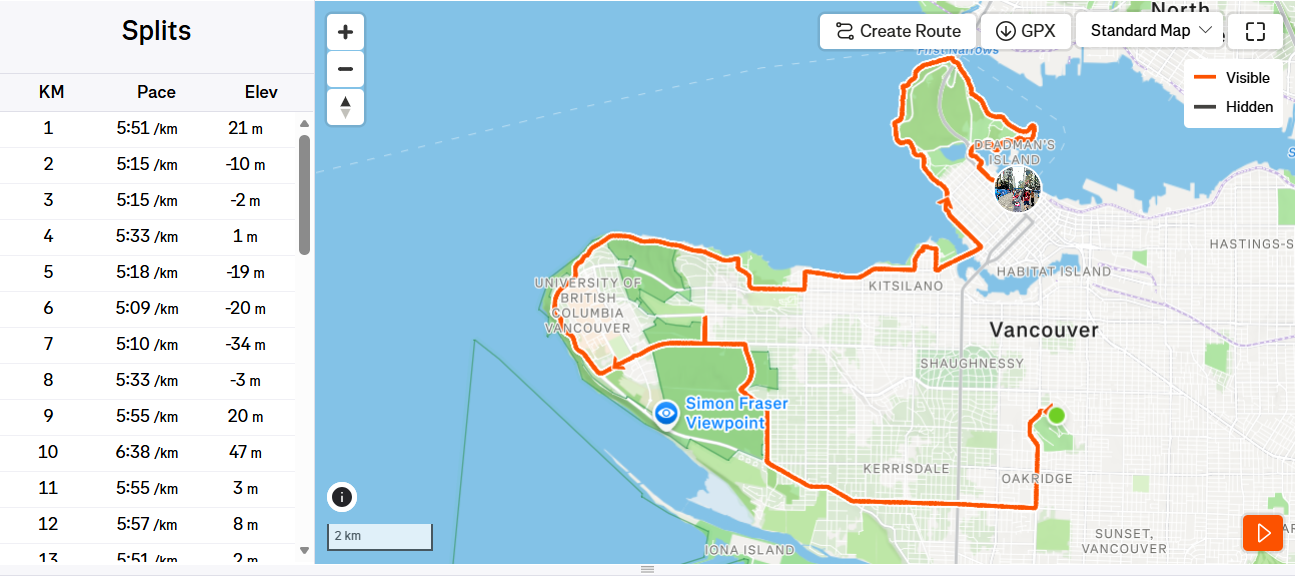 Splits
KM Pace Elev
1 5:51 /km 21 m
2 5:15 /km -10 m
3 5:15 /km -2 m
4 5:33 /km 1 m
5 5:18 /km -19 m
6 5:09 /km -20 m
7 5:10 /km -34 m
8 5:33 /km -3 m
9 5:55 /km 20 m
10 6:38 /km 47 m
11 5:55 /km 3 m
12 5:57 /km 8 m
13 5:51 /km 2 m
North
Create Route
GPX
Standard Map
First Narrows
Visible
Hidden
DEADMAN'S
ISLAND
HASTINGS-S
UNIVERSITY OF
BRITISH
COLUMBIA
VANCOUVER
KITSILANO
HABITAT ISLAND
Vancouver
SHAUGHNESSY
Simon Fraser
Viewpoint
KERRISDALE
OAKRIDGE
2 km
IONA ISLAND
SUNSET,
VANCOUVER